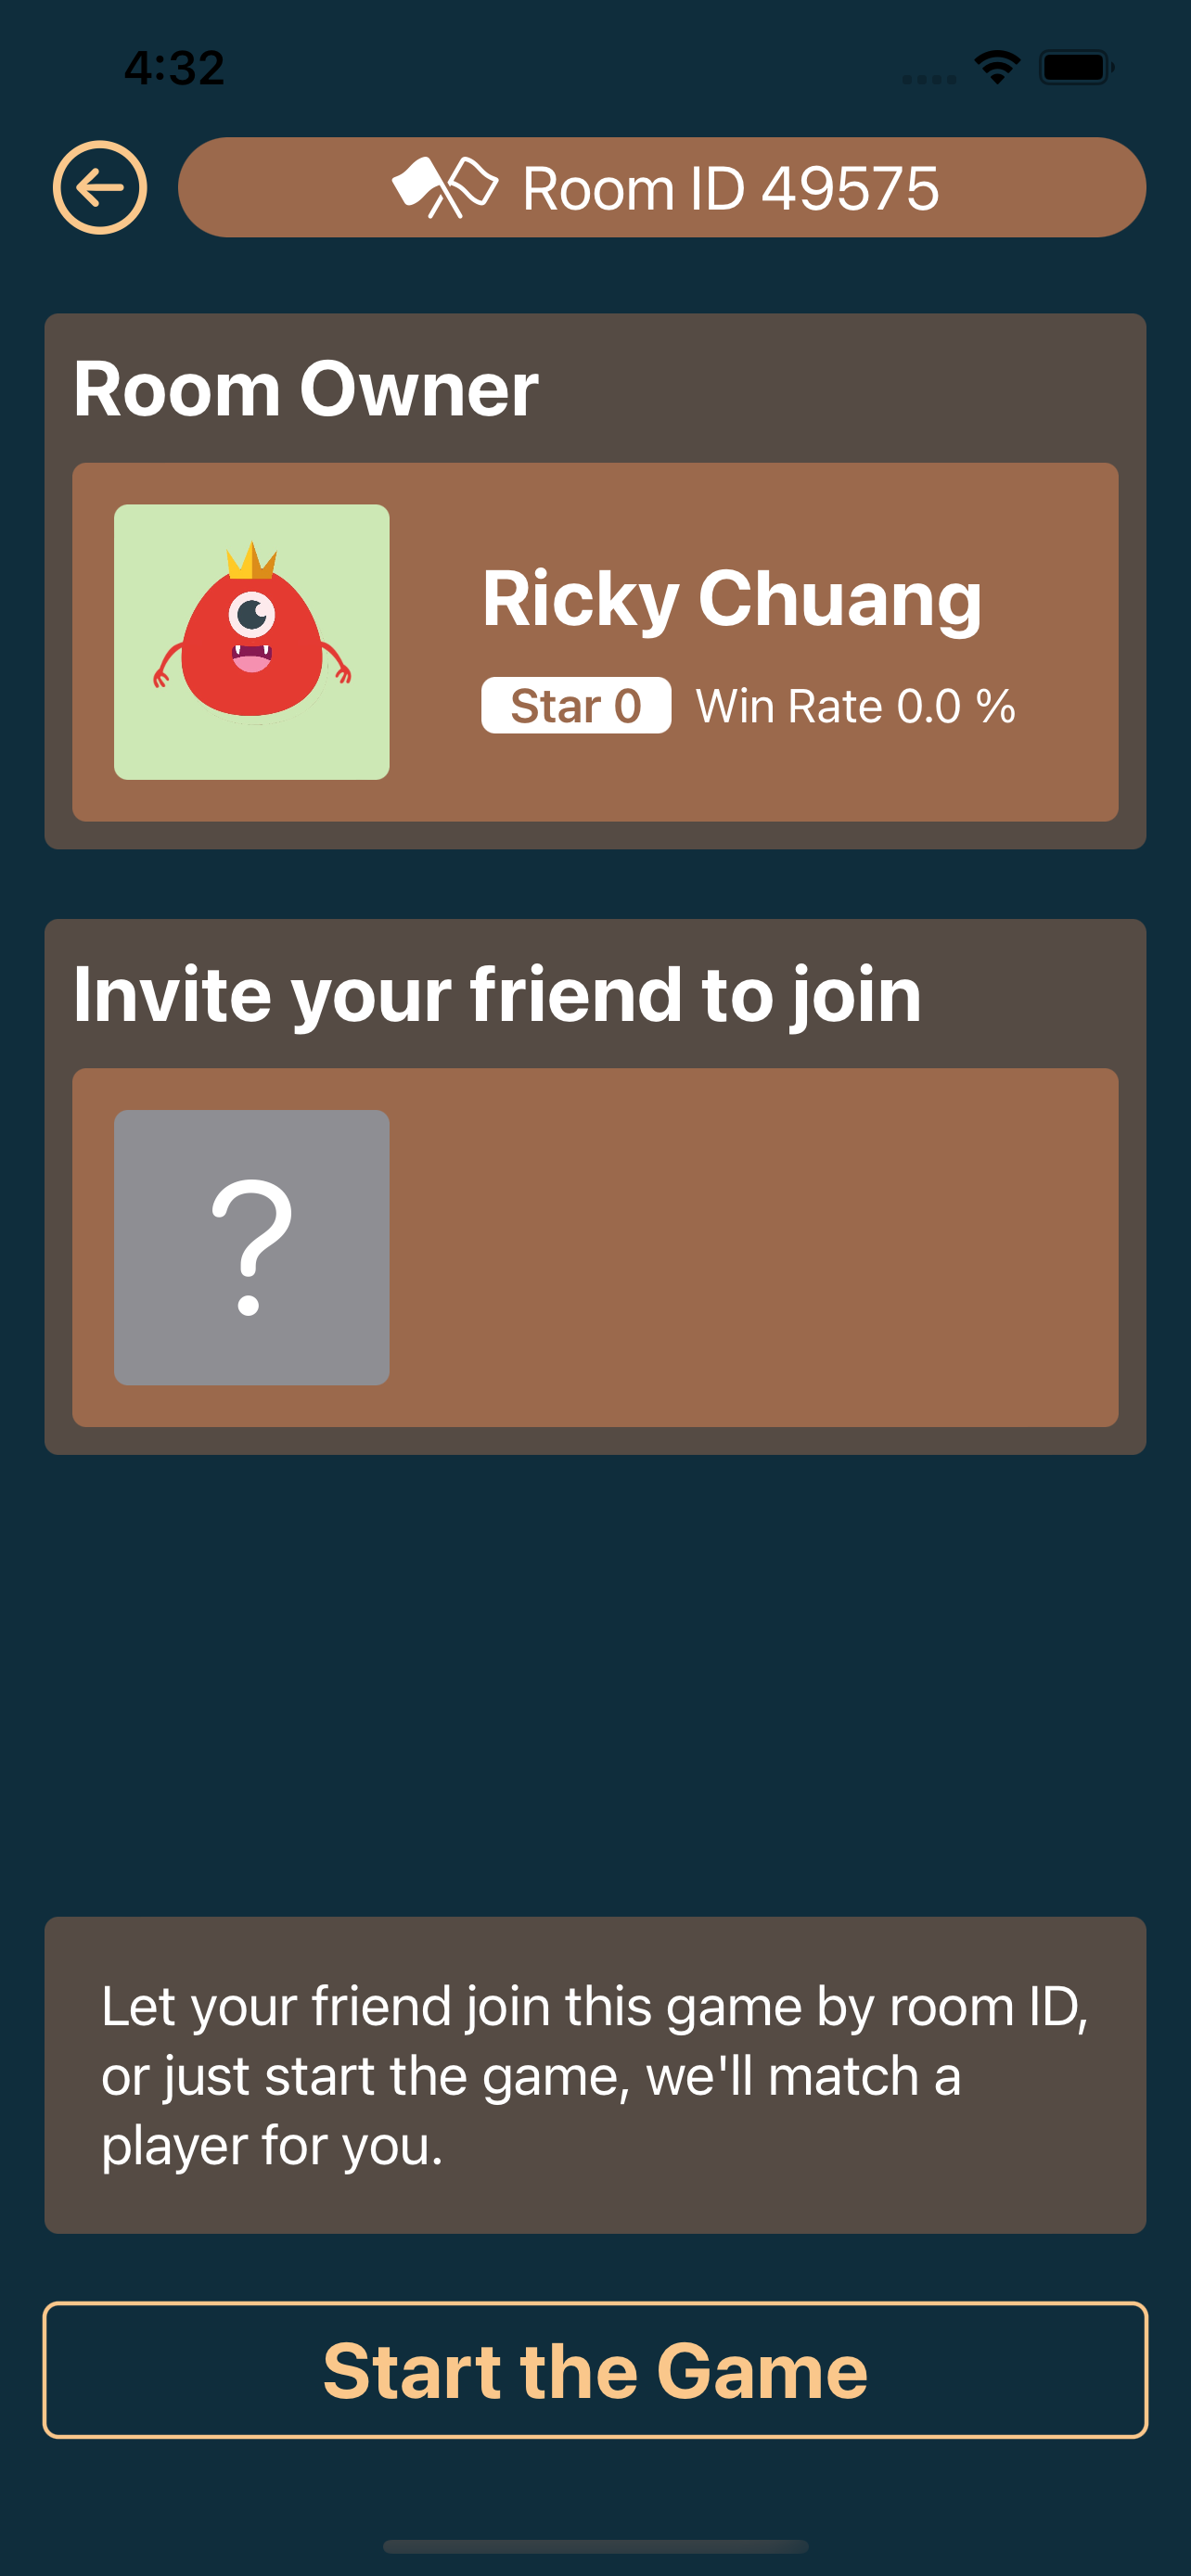 4:32
Room ID 49575
Room Owner
Ricky Chuang
Star 0 Win Rate 0.0 %
Invite your friend to join
?
Let your friend join this game by room ID,
or just start the game, we'll match a
player for you.
Start the Game